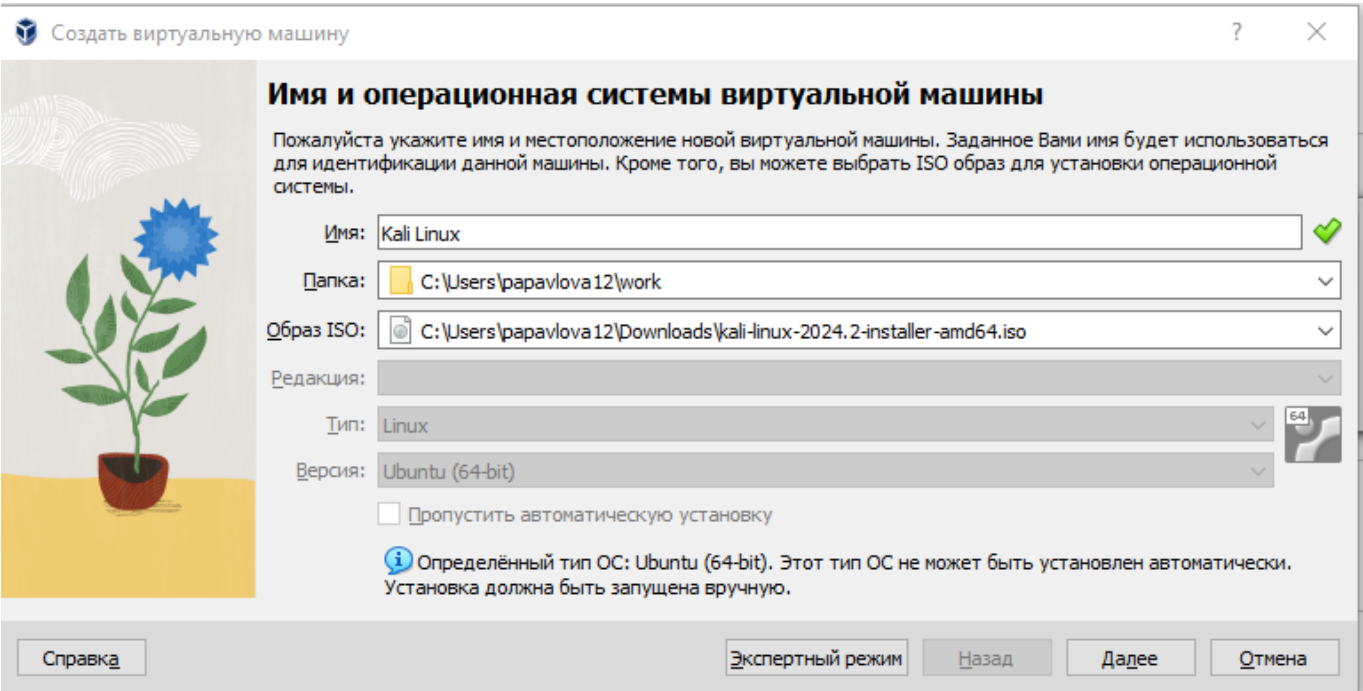 Создать виртуальную машину
?
Имя и операционная системы виртуальной машины
Пожалуйста укажите имя и местоположение новой виртуальной машины. Заданное Вами имя будет использоваться
для идентификации данной машины. Кроме того, вы можете выбрать ISO образ для установки операционной
системы.
Имя: Kali Linux
Папка: C:\Users\papavlova12\work
Образ ISO: C:\Users\papavlova12\Downloads\kali-linux-2024.2-installer-amd64.iso
Редакция:
Тип: Linux
64
Версия: Ubuntu (64-bit)
Пропустить автоматическую установку
Определённый тип ОС: Ubuntu (64-bit). Этот тип ОС не может быть установлен автоматически.
Установка должна быть запущена вручную.
Справка Экспертный режим Назад Далее Отмена